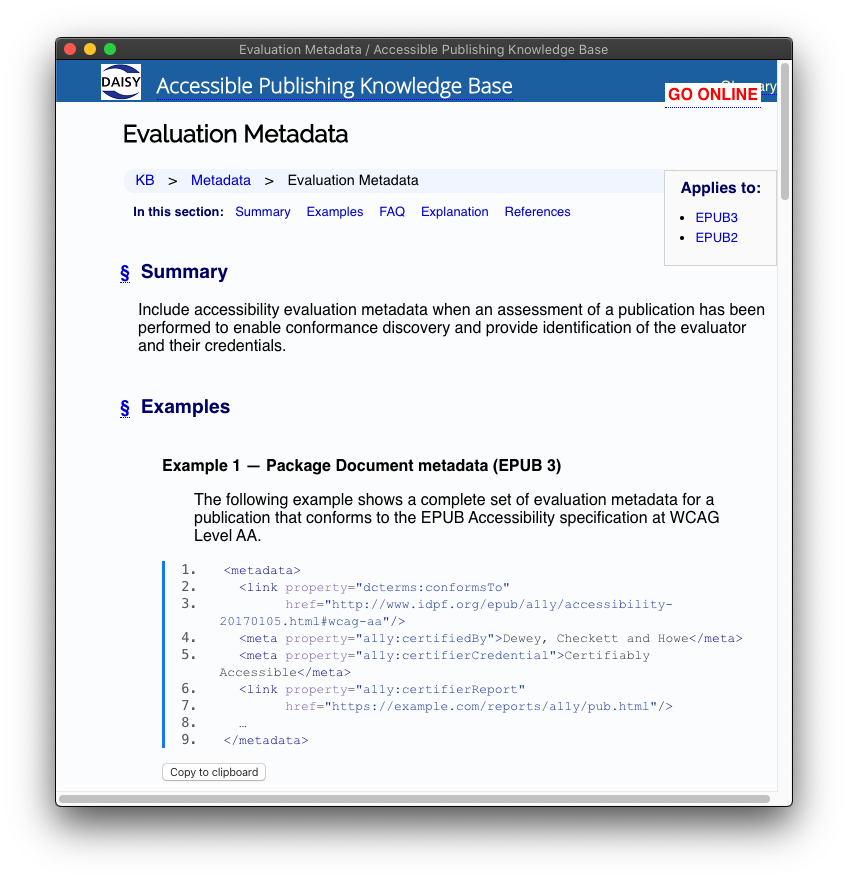 Evaluation Metadata / Accessible Publishing Knowledge Base
DAISY Accessible Publishing Knowledge Base
GO ONLINE
Evaluation Metadata
KB > Metadata > Evaluation Metadata
Applies to:
• EPUB3
• EPUB2
In this section: Summary Examples FAQ Explanation References
§ Summary
Include accessibility evaluation metadata when an assessment of a publication has been
performed to enable conformance discovery and provide identification of the evaluator
and their credentials.
§ Examples
Example 1 — Package Document metadata (EPUB 3)
The following example shows a complete set of evaluation metadata for a
publication that conforms to the EPUB Accessibility specification at WCAG
Level AA.
1. <metadata>
2. <link property="dcterms:conformsTo"
3. href="http://www.idpf.org/epub/a11y/accessibility-
20170105.html#wcag-aa"/>
4. <meta property="a11y:certifiedBy">Dewey, Checkett and Howe</meta>
5. <meta property="a11y:certifierCredential">Certifiably
Accessible</meta>
6. <link property="a11y:certifierReport"
7. href="https://example.com/reports/a11y/pub.html"/>
8. …
9. </metadata>
Copy to clipboard